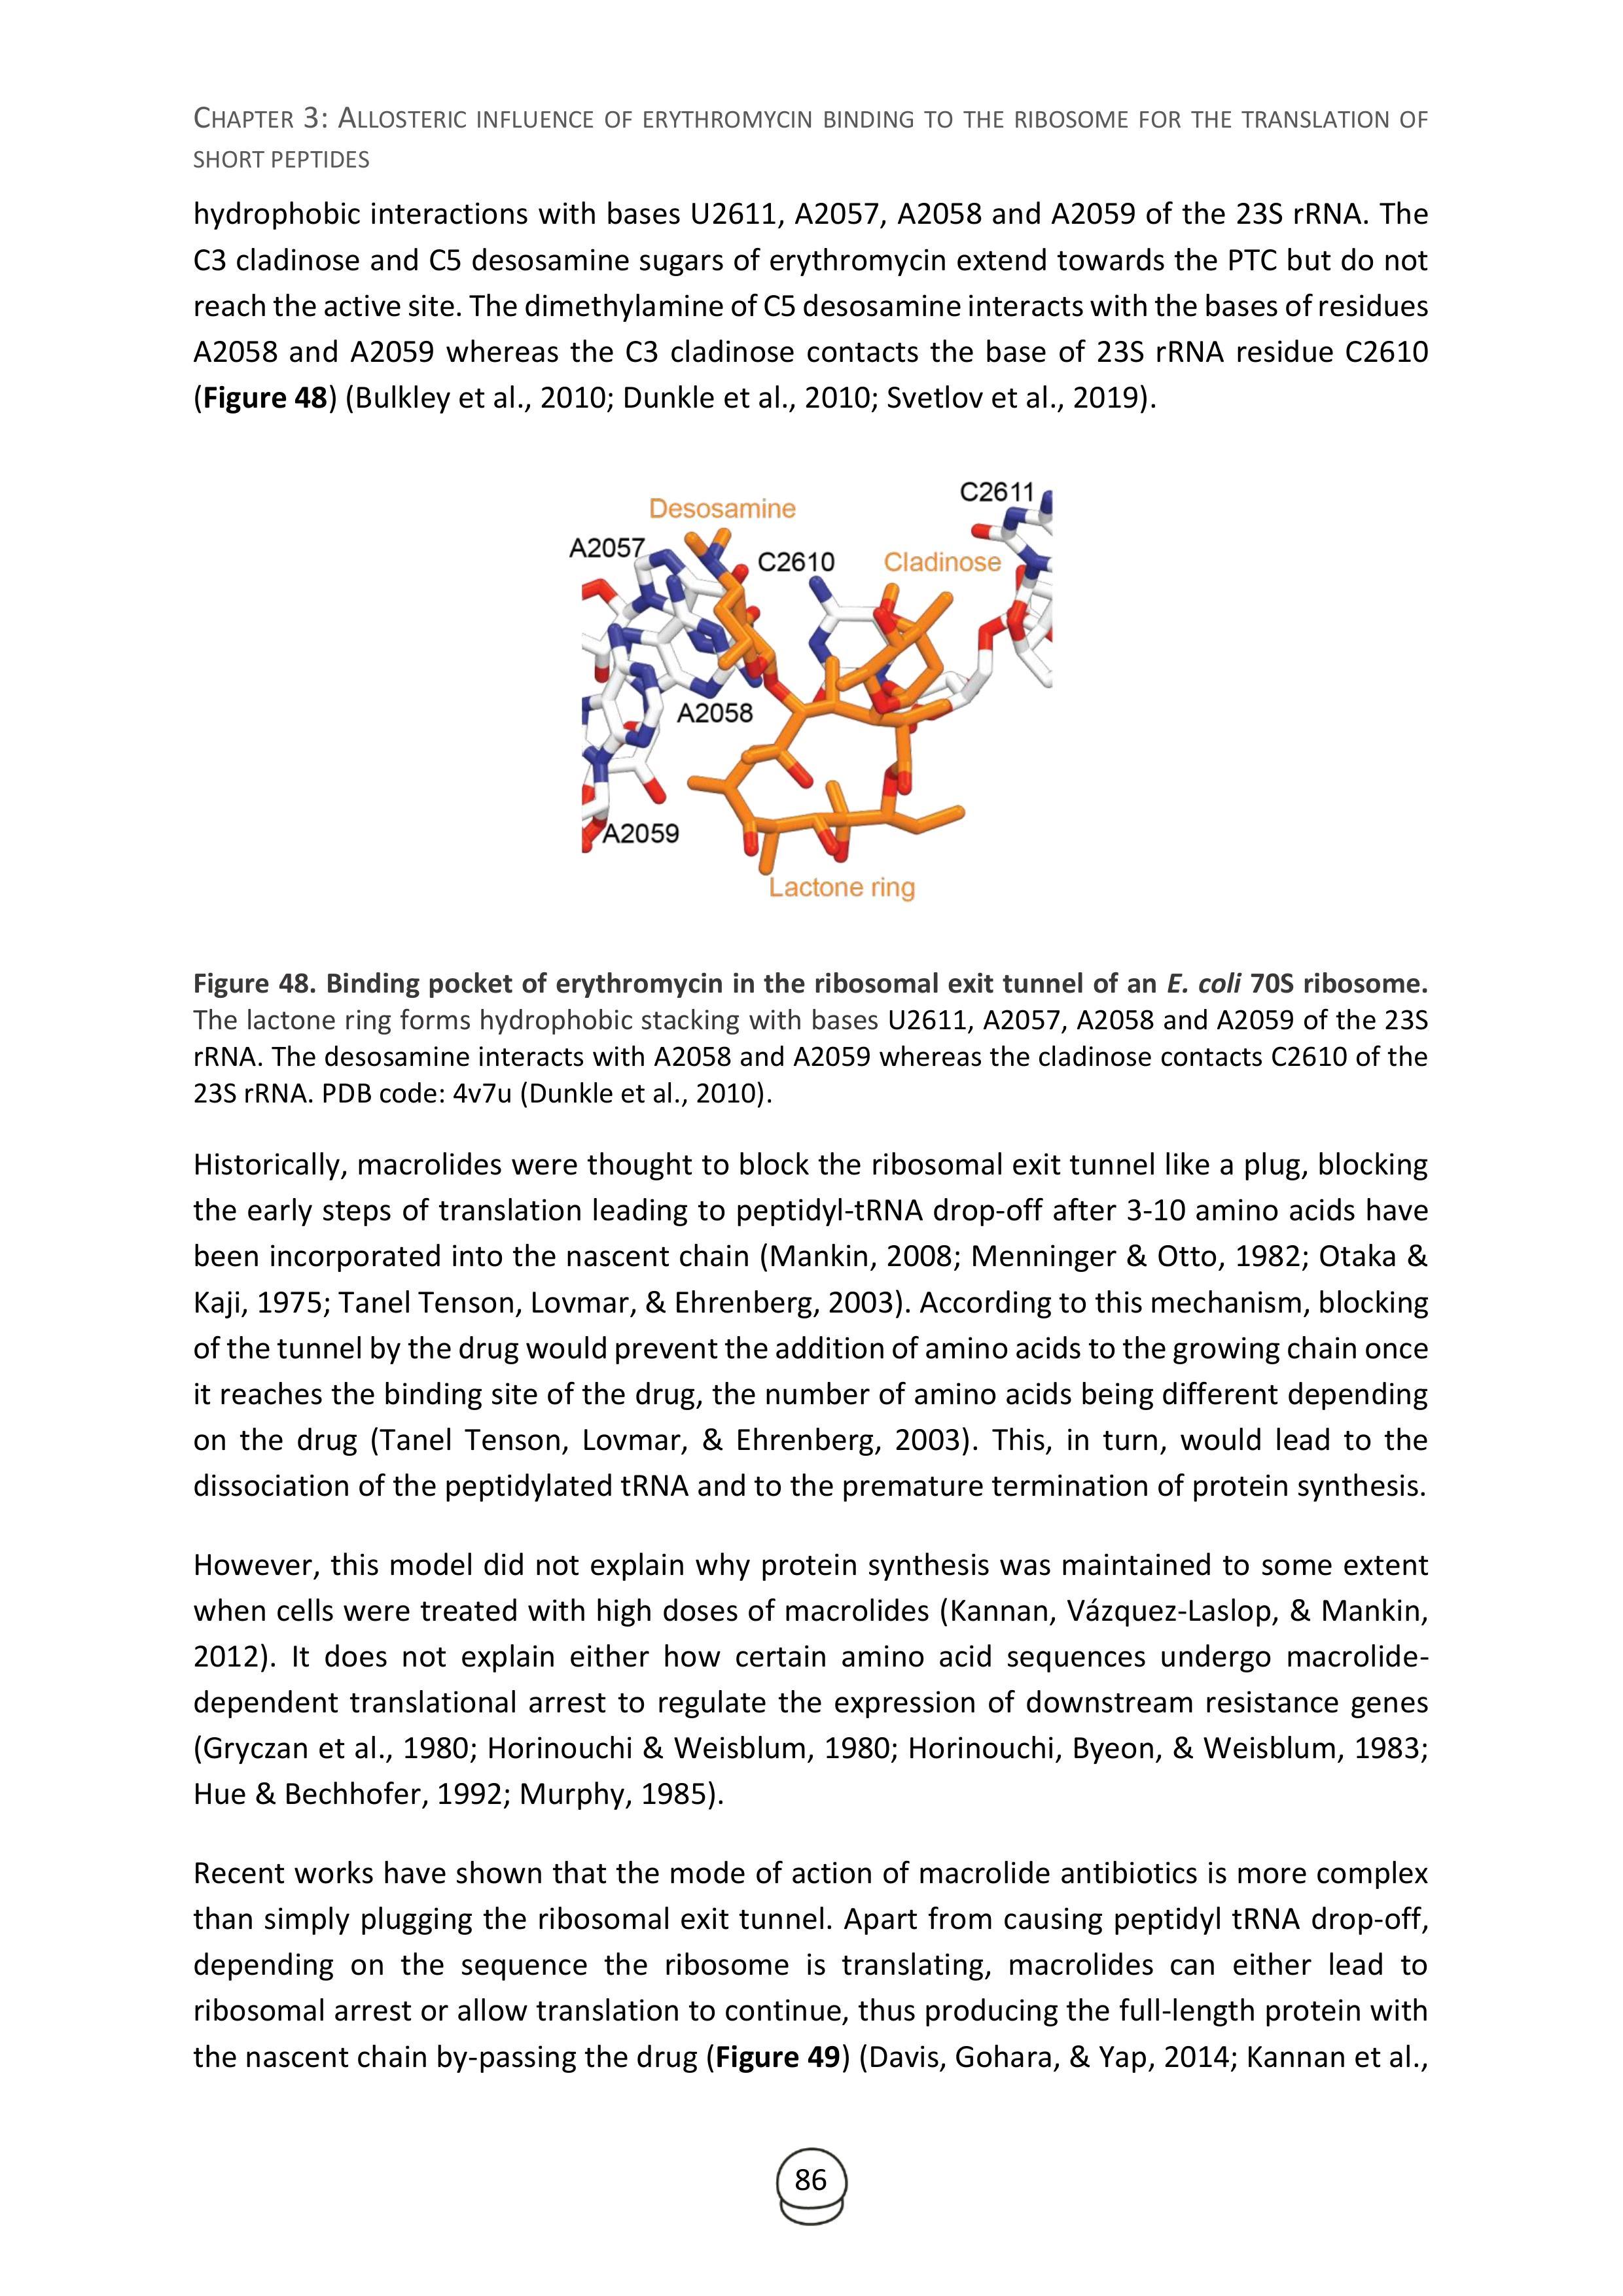 CHAPTER 3: ALLOSTERIC INFLUENCE OF ERYTHROMYCIN BINDING TO THE RIBOSOME FOR THE TRANSLATION OF
SHORT PEPTIDES
hydrophobic interactions with bases U2611, A2057, A2058 and A2059 of the 23S rRNA. The
C3 cladinose and C5 desosamine sugars of erythromycin extend towards the PTC but do not
reach the active site. The dimethylamine of C5 desosamine interacts with the bases of residues
A2058 and A2059 whereas the C3 cladinose contacts the base of 23S rRNA residue C2610
(Figure 48) (Bulkley et al., 2010; Dunkle et al., 2010; Svetlov et al., 2019).
C2611
Desosamine
A2057
C2610
Cladinose
A2058
A2059
Lactone ring
Figure 48. Binding pocket of erythromycin in the ribosomal exit tunnel of an E. coli 70S ribosome.
The lactone ring forms hydrophobic stacking with bases U2611, A2057, A2058 and A2059 of the 23S
rRNA. The desosamine interacts with A2058 and A2059 whereas the cladinose contacts C2610 of the
23S rRNA. PDB code: 4v7u (Dunkle et al., 2010).
Historically, macrolides were thought to block the ribosomal exit tunnel like a plug, blocking
the early steps of translation leading to peptidyl-tRNA drop-off after 3-10 amino acids have
been incorporated into the nascent chain (Mankin, 2008; Menninger & Otto, 1982; Otaka &
Kaji, 1975; Tanel Tenson, Lovmar, & Ehrenberg, 2003). According to this mechanism, blocking
of the tunnel by the drug would prevent the addition of amino acids to the growing chain once
it reaches the binding site of the drug, the number of amino acids being different depending
on the drug (Tanel Tenson, Lovmar, & Ehrenberg, 2003). This, in turn, would lead to the
dissociation of the peptidylated tRNA and to the premature termination of protein synthesis.
However, this model did not explain why protein synthesis was maintained to some extent
when cells were treated with high doses of macrolides (Kannan, Vázquez-Laslop, & Mankin,
2012). It does not explain either how certain amino acid sequences undergo macrolide-
dependent translational arrest to regulate the expression of downstream resistance genes
(Gryczan et al., 1980; Horinouchi & Weisblum, 1980; Horinouchi, Byeon, & Weisblum, 1983;
Hue & Bechhofer, 1992; Murphy, 1985).
Recent works have shown that the mode of action of macrolide antibiotics is more complex
than simply plugging the ribosomal exit tunnel. Apart from causing peptidyl tRNA drop-off,
depending on the sequence the ribosome is translating, macrolides can either lead to
ribosomal arrest or allow translation to continue, thus producing the full-length protein with
the nascent chain by-passing the drug (Figure 49) (Davis, Gohara, & Yap, 2014; Kannan et al.,
86